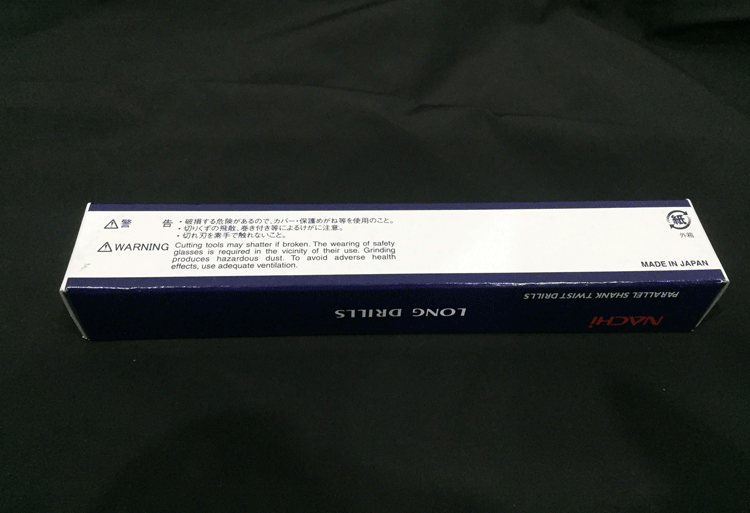 ⚠警 告
・破損する危険があるので、カバー・保護めがね等を使用のこと。
・切りくずの飛散、巻き付き等によるけがに注意。
・切れ刃を素手で触れないこと。
⚠WARNING
Cutting tools may shatter if broken. The wearing of safety
glasses is required in the vicinity of their use. Grinding
produces hazardous dust. To avoid adverse health
effects, use adequate ventilation.
紙
外箱
MADE IN JAPAN
PARALLEL SHANK TWIST DRILLS
LONG DRILLS
NACHi